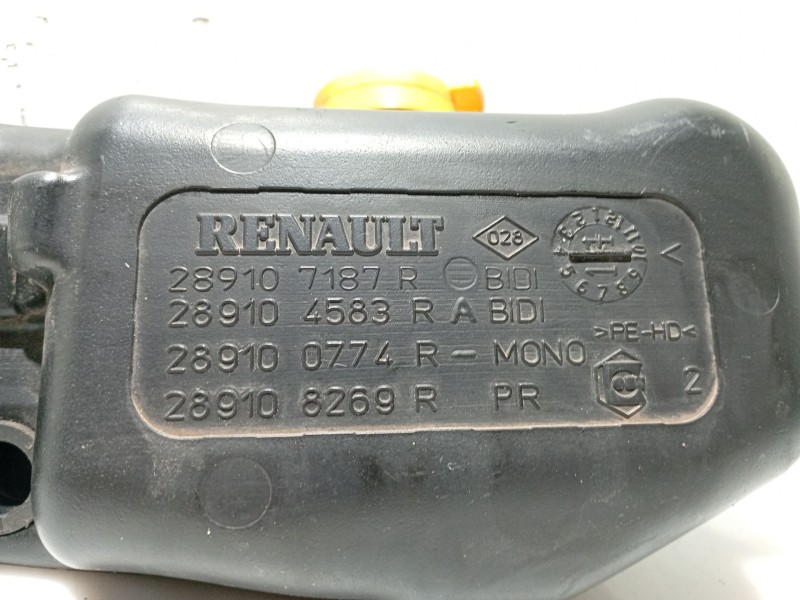 RENAULT 028
28910 7187 R BIDI
28910 4583 R A BIDI
28910 0774 R - MONO >PE-HD<
28910 8269 R PR 2